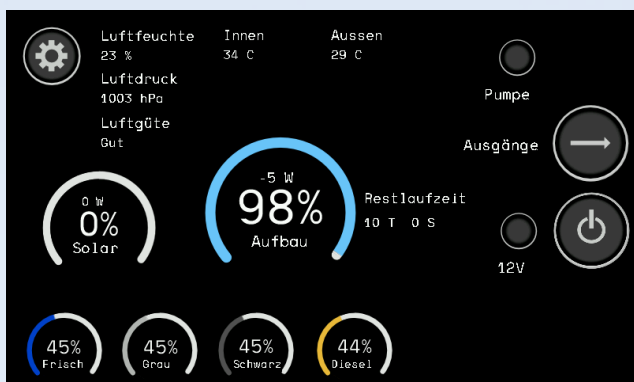 Luftfeuchte Innen Aussen
23 % 34 C 29 C
Luftdruck
1003 hPa
Luftgüte
Gut
Pumpe
Ausgänge
-5 W
98%
Aufbau
Restlaufzeit
10 T 0 S
0 W
0%
Solar
12V
45% 45% 45% 44%
Frisch Grau Schwarz Diesel